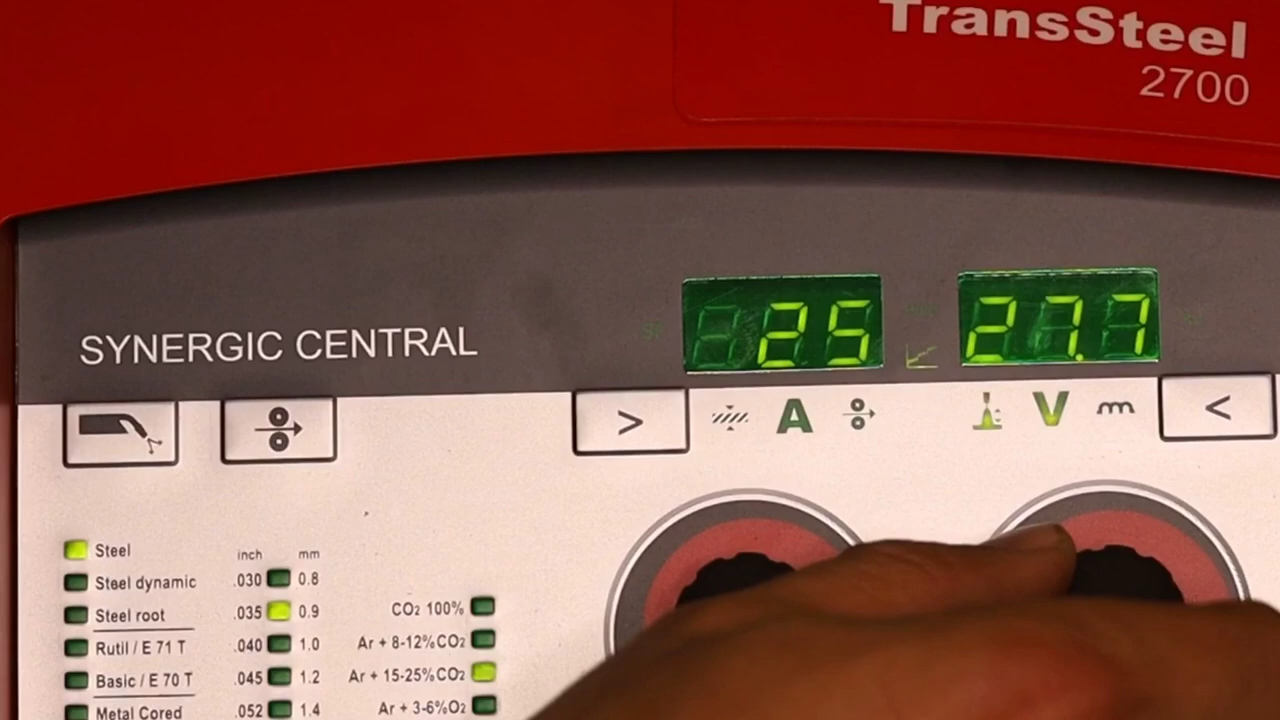 TransSteel
2700
25 27.7
SYNERGIC CENTRAL
> A V <
Steel
Steel dynamic
Steel root
Rutil / E 71 T
Basic / E 70 T
Metal Cored
inch mm
.030 0.8
.035 0.9
.040 1.0
.045 1.2
.052 1.4
CO2 100%
Ar + 8-12%CO2
Ar + 15-25%CO2
Ar + 3-6%O2